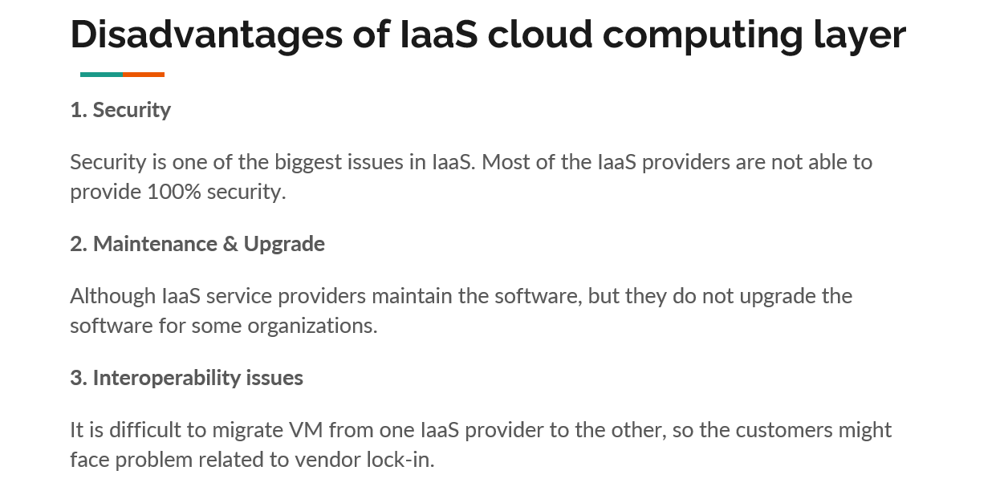 Disadvantages of IaaS cloud computing layer
1. Security
Security is one of the biggest issues in IaaS. Most of the IaaS providers are not able to
provide 100% security.
2. Maintenance & Upgrade
Although IaaS service providers maintain the software, but they do not upgrade the
software for some organizations.
3. Interoperability issues
It is difficult to migrate VM from one IaaS provider to the other, so the customers might
face problem related to vendor lock-in.